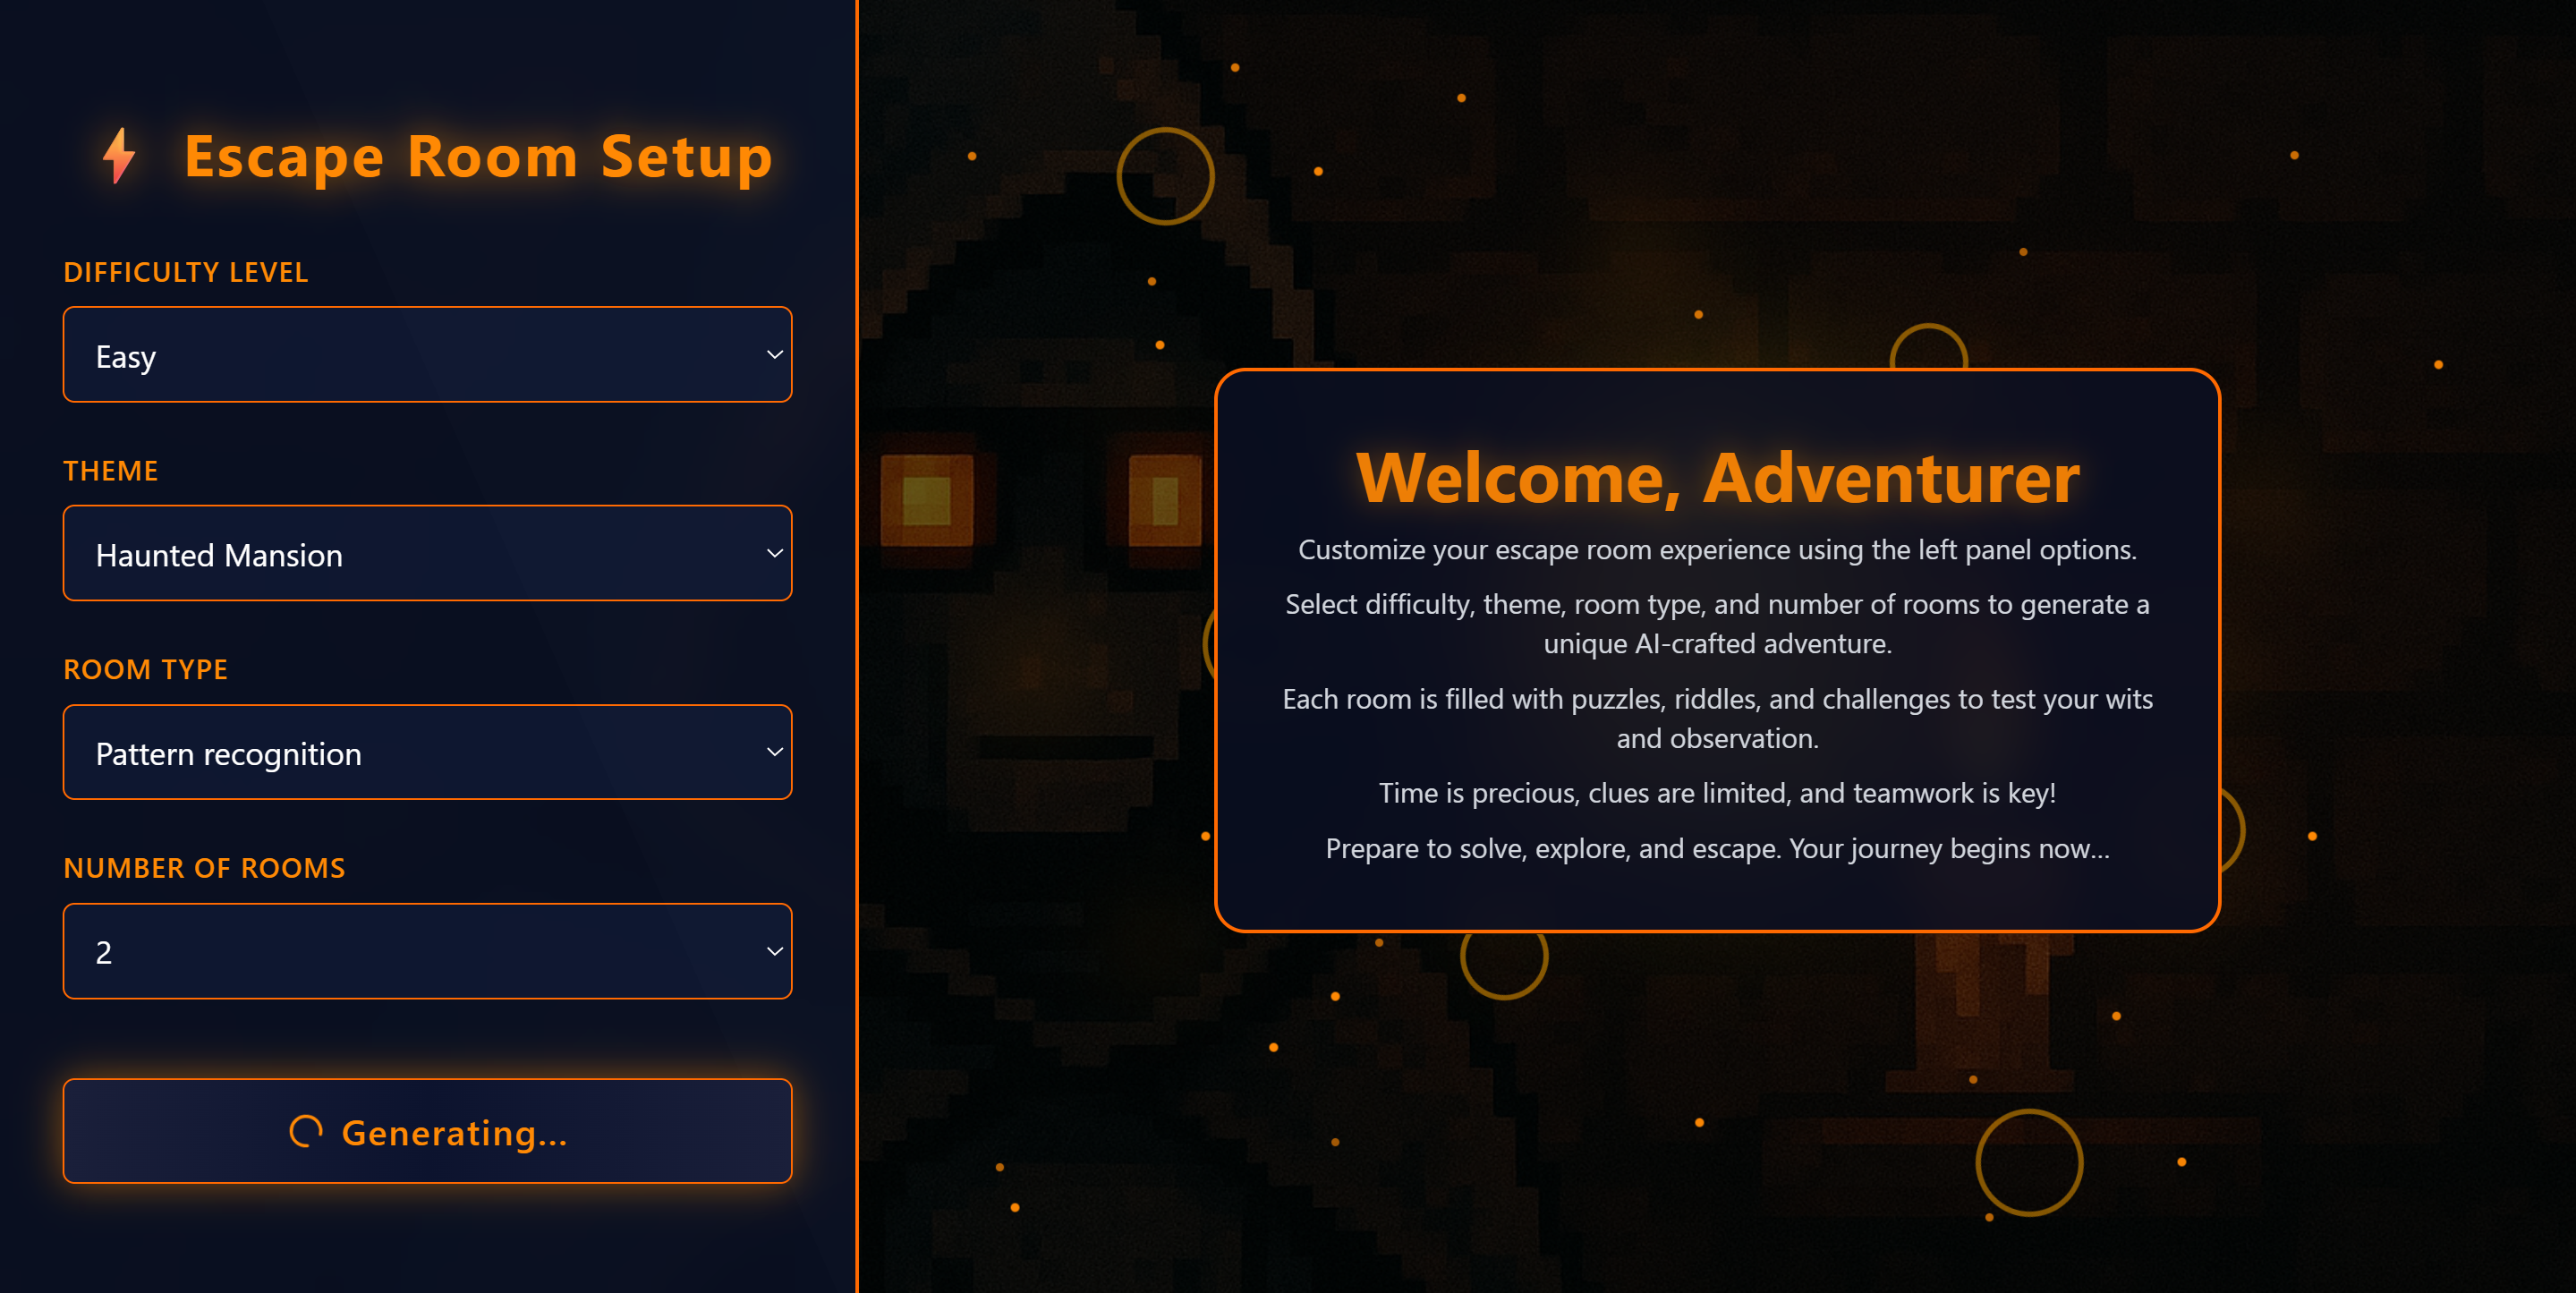 Escape Room Setup
DIFFICULTY LEVEL
Easy
THEME
Haunted Mansion
ROOM TYPE
Pattern recognition
NUMBER OF ROOMS
2
Generating...
Welcome, Adventurer
Customize your escape room experience using the left panel options.
Select difficulty, theme, room type, and number of rooms to generate a
unique AI-crafted adventure.
Each room is filled with puzzles, riddles, and challenges to test your wits
and observation.
Time is precious, clues are limited, and teamwork is key!
Prepare to solve, explore, and escape. Your journey begins now...